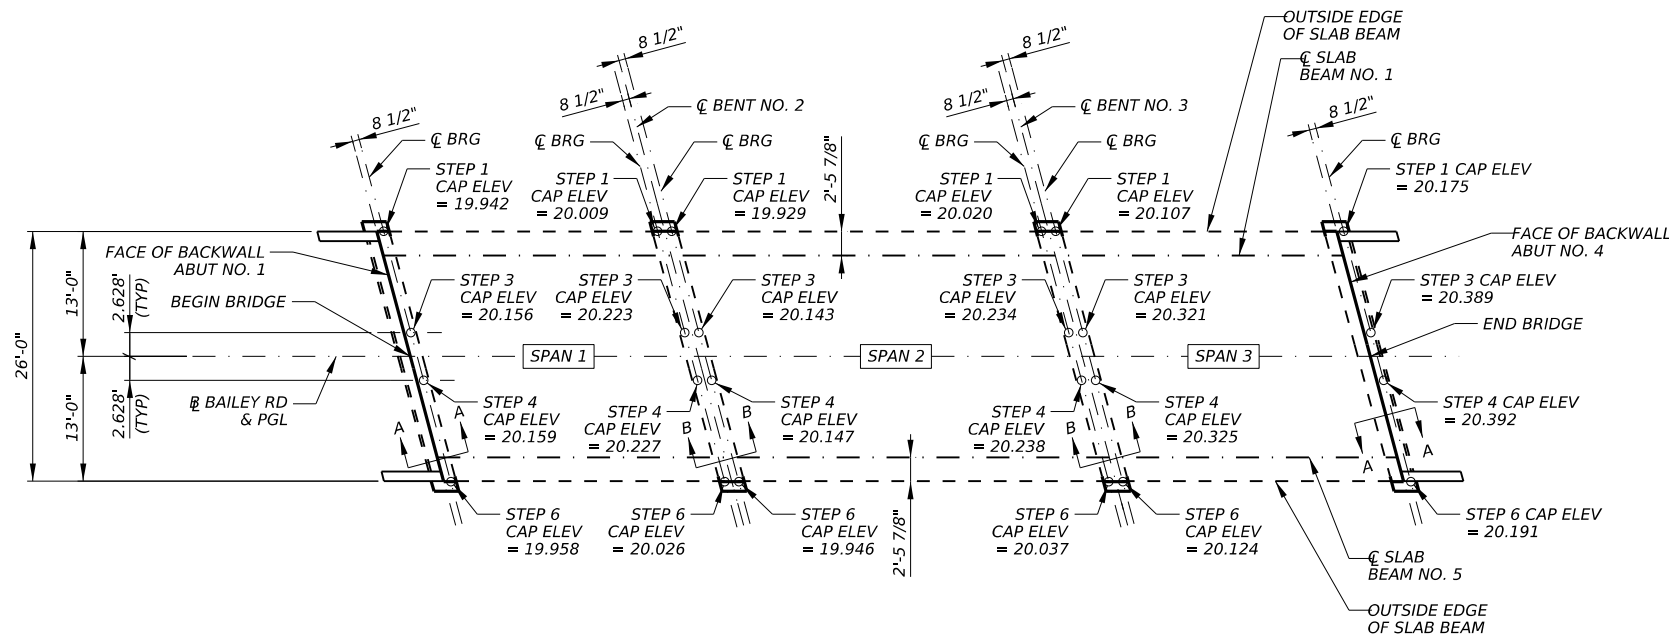 OUTSIDE EDGE
OF SLAB BEAM
℄ SLAB
BEAM NO. 1
8 1/2"
8 1/2"
8 1/2"
8 1/2"
8 1/2"
8 1/2"
℄ BENT NO. 2
℄ BENT NO. 3
℄ BRG
℄ BRG
℄ BRG
℄ BRG
℄ BRG
℄ BRG
STEP 1
CAP ELEV
= 19.942
STEP 1
CAP ELEV
= 20.009
STEP 1
CAP ELEV
= 19.929
2'-5 7/8"
STEP 1
CAP ELEV
= 20.020
STEP 1
CAP ELEV
= 20.107
STEP 1 CAP ELEV
= 20.175
FACE OF BACKWALL
ABUT NO. 1
FACE OF BACKWALL
ABUT NO. 4
BEGIN BRIDGE
END BRIDGE
26'-0"
13'-0"
13'-0"
2.628'
(TYP)
2.628'
(TYP)
STEP 3
CAP ELEV
= 20.156
STEP 3
CAP ELEV
= 20.223
STEP 3
CAP ELEV
= 20.143
STEP 3
CAP ELEV
= 20.234
STEP 3
CAP ELEV
= 20.321
STEP 3 CAP ELEV
= 20.389
SPAN 1
SPAN 2
SPAN 3
℄ BAILEY RD
& PGL
STEP 4
CAP ELEV
= 20.159
STEP 4
CAP ELEV
= 20.227
STEP 4
CAP ELEV
= 20.147
STEP 4
CAP ELEV
= 20.238
STEP 4
CAP ELEV
= 20.325
STEP 4 CAP ELEV
= 20.392
A
A
B
B
B
B
A
A
STEP 6
CAP ELEV
= 19.958
STEP 6
CAP ELEV
= 20.026
STEP 6
CAP ELEV
= 19.946
2'-5 7/8"
STEP 6
CAP ELEV
= 20.037
STEP 6
CAP ELEV
= 20.124
STEP 6 CAP ELEV
= 20.191
℄ SLAB
BEAM NO. 5
OUTSIDE EDGE
OF SLAB BEAM